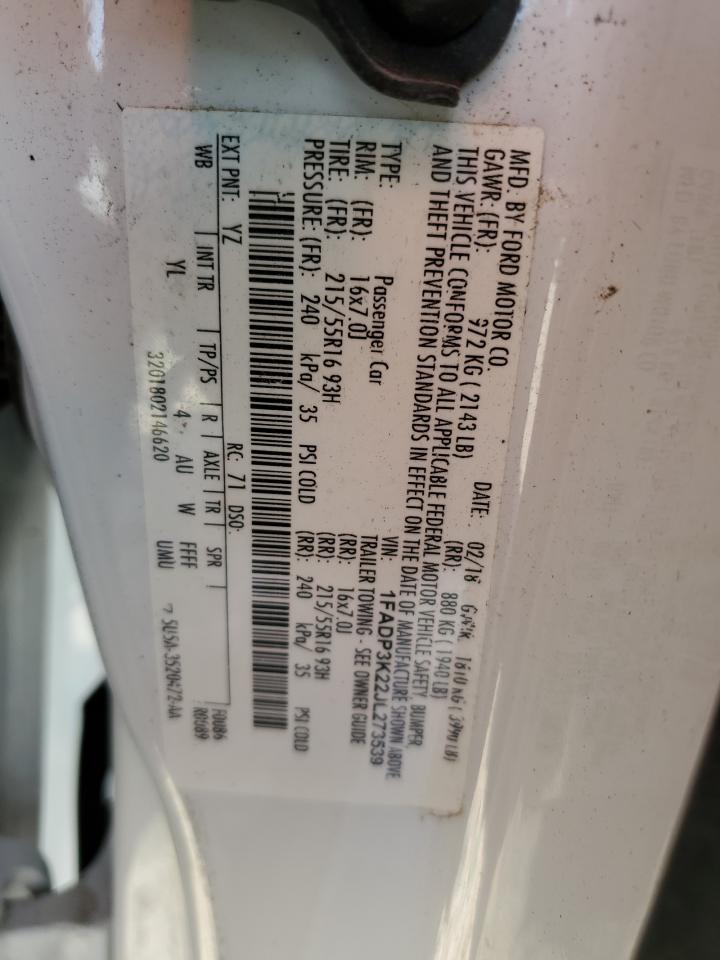 MFD. BY FORD MOTOR CO.
DATE: 02/18
GAWR: (FR): 972 KG ( 2143 LB) (RR): 880 KG ( 1940 LB)
THIS VEHICLE CONFORMS TO ALL APPLICABLE FEDERAL MOTOR VEHICLE SAFETY, BUMPER,
AND THEFT PREVENTION STANDARDS IN EFFECT ON THE DATE OF MANUFACTURE SHOWN ABOVE
VIN: 1FADP3K22JL273539
TYPE: Passenger Car TRAILER TOWING - SEE OWNER GUIDE
RIM: (FR): 16x7.0J (RR): 16x7.0J
TIRE: (FR): 215/55R16 93H (RR): 215/55R16 93H
PRESSURE: (FR): 240 kPa/ 35 PSI COLD (RR): 240 kPa/ 35 PSI COLD
EXT PNT: YZ RC: 71 DSO:
WB INT TR TP/PS R AXLE TR SPR
YL 4 AU W FFFF
3201802146620 UMU